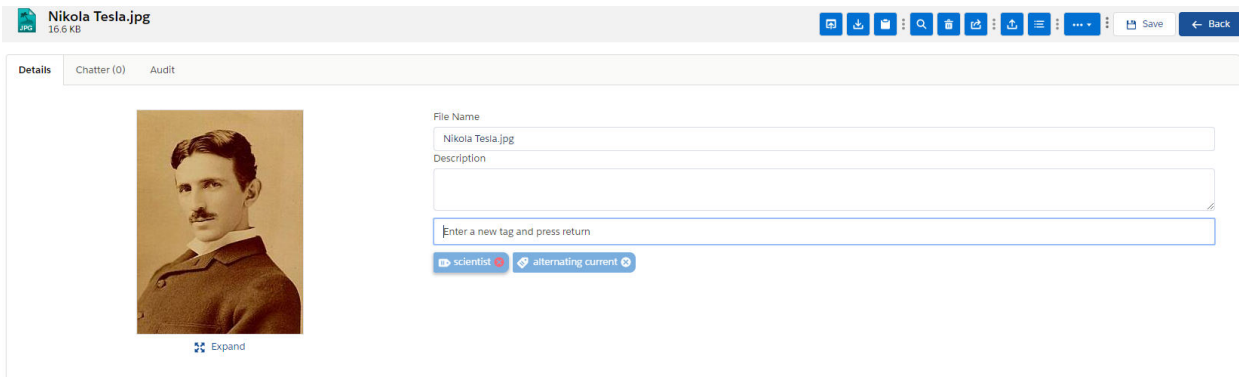 JPG
Nikola Tesla.jpg
16.6 KB
Save
Back
Details
Chatter (0)
Audit
File Name
Nikola Tesla.jpg
Description
Enter a new tag and press return
scientist
alternating current
Expand